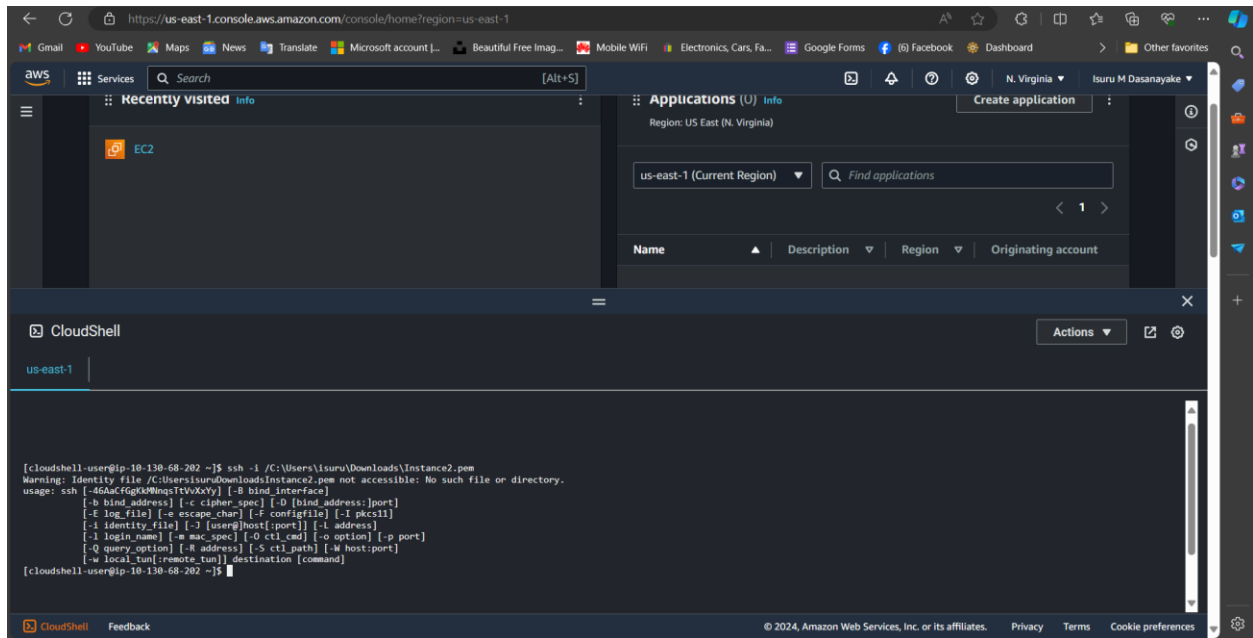 https://us-east-1.console.aws.amazon.com/console/home?region=us-east-1
Gmail YouTube Maps News Translate Microsoft account |... Beautiful Free Imag... Mobile WiFi Electronics, Cars, Fa... Google Forms (6) Facebook Dashboard Other favorites
aws Services Search [Alt+S] N. Virginia Isuru M Dasanayake
Recently visited Info
Applications (0) Info Create application
Region: US East (N. Virginia)
EC2
us-east-1 (Current Region) Find applications
1
Name Description Region Originating account
CloudShell Actions
us-east-1
[cloudshell-user@ip-10-130-68-202 ~]$ ssh -i /C:\Users\isuru\Downloads\Instance2.pem
Warning: Identity file /C:UsersisuruDownloadsInstance2.pem not accessible: No such file or directory.
usage: ssh [-46AaCfGgKkMNnqsTtVvXxYy] [-B bind_interface]
[-b bind_address] [-c cipher_spec] [-D [bind_address:]port]
[-E log_file] [-e escape_char] [-F configfile] [-I pkcs11]
[-i identity_file] [-J [user@]host[:port]] [-L address]
[-l login_name] [-m mac_spec] [-O ctl_cmd] [-o option] [-p port]
[-Q query_option] [-R address] [-S ctl_path] [-W host:port]
[-w local_tun[:remote_tun]] destination [command]
[cloudshell-user@ip-10-130-68-202 ~]$
CloudShell Feedback © 2024, Amazon Web Services, Inc. or its affiliates. Privacy Terms Cookie preferences